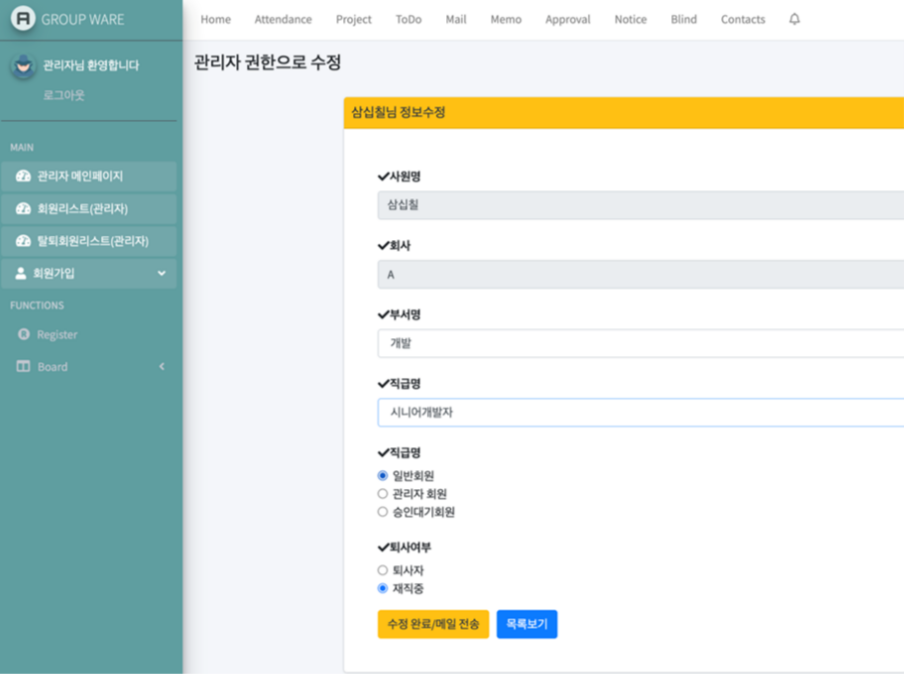 A GROUP WARE
Home Attendance Project ToDo Mail Memo Approval Notice Blind Contacts
관리자님 환영합니다
로그아웃
MAIN
관리자 메인페이지
회원리스트(관리자)
탈퇴회원리스트(관리자)
회원가입
FUNCTIONS
R Register
Board
관리자 권한으로 수정
삼십칠님 정보수정
사원명
삼십칠
회사
A
부서명
개발
직급명
시니어개발자
직급명
일반회원
관리자 회원
승인대기회원
퇴사여부
퇴사자
재직중
수정 완료/메일 전송 목록보기